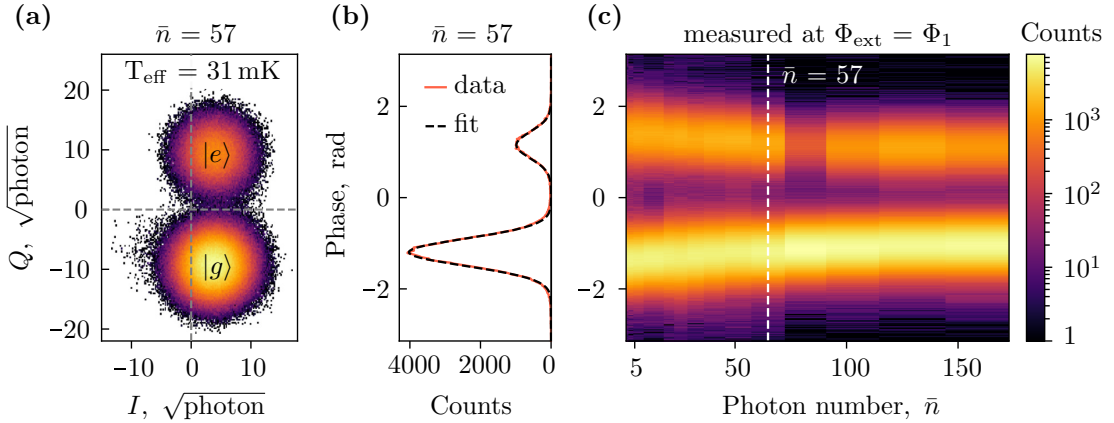 (a)
n̄ = 57
T_eff = 31 mK
|e⟩
|g⟩
20
10
0
−10
−20
Q, √photon
−10
0
10
I, √photon
(b)
n̄ = 57
data
fit
2
0
−2
Phase, rad
4000
2000
0
Counts
(c)
measured at Φ_ext = Φ_1
n̄ = 57
2
0
−2
5
50
100
150
Photon number, n̄
Counts
10^3
10^2
10^1
1